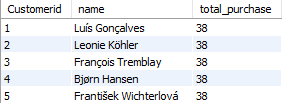 Customerid name total_purchase
1 Luís Gonçalves 38
2 Leonie Köhler 38
3 François Tremblay 38
4 Bjørn Hansen 38
5 František Wichterlová 38